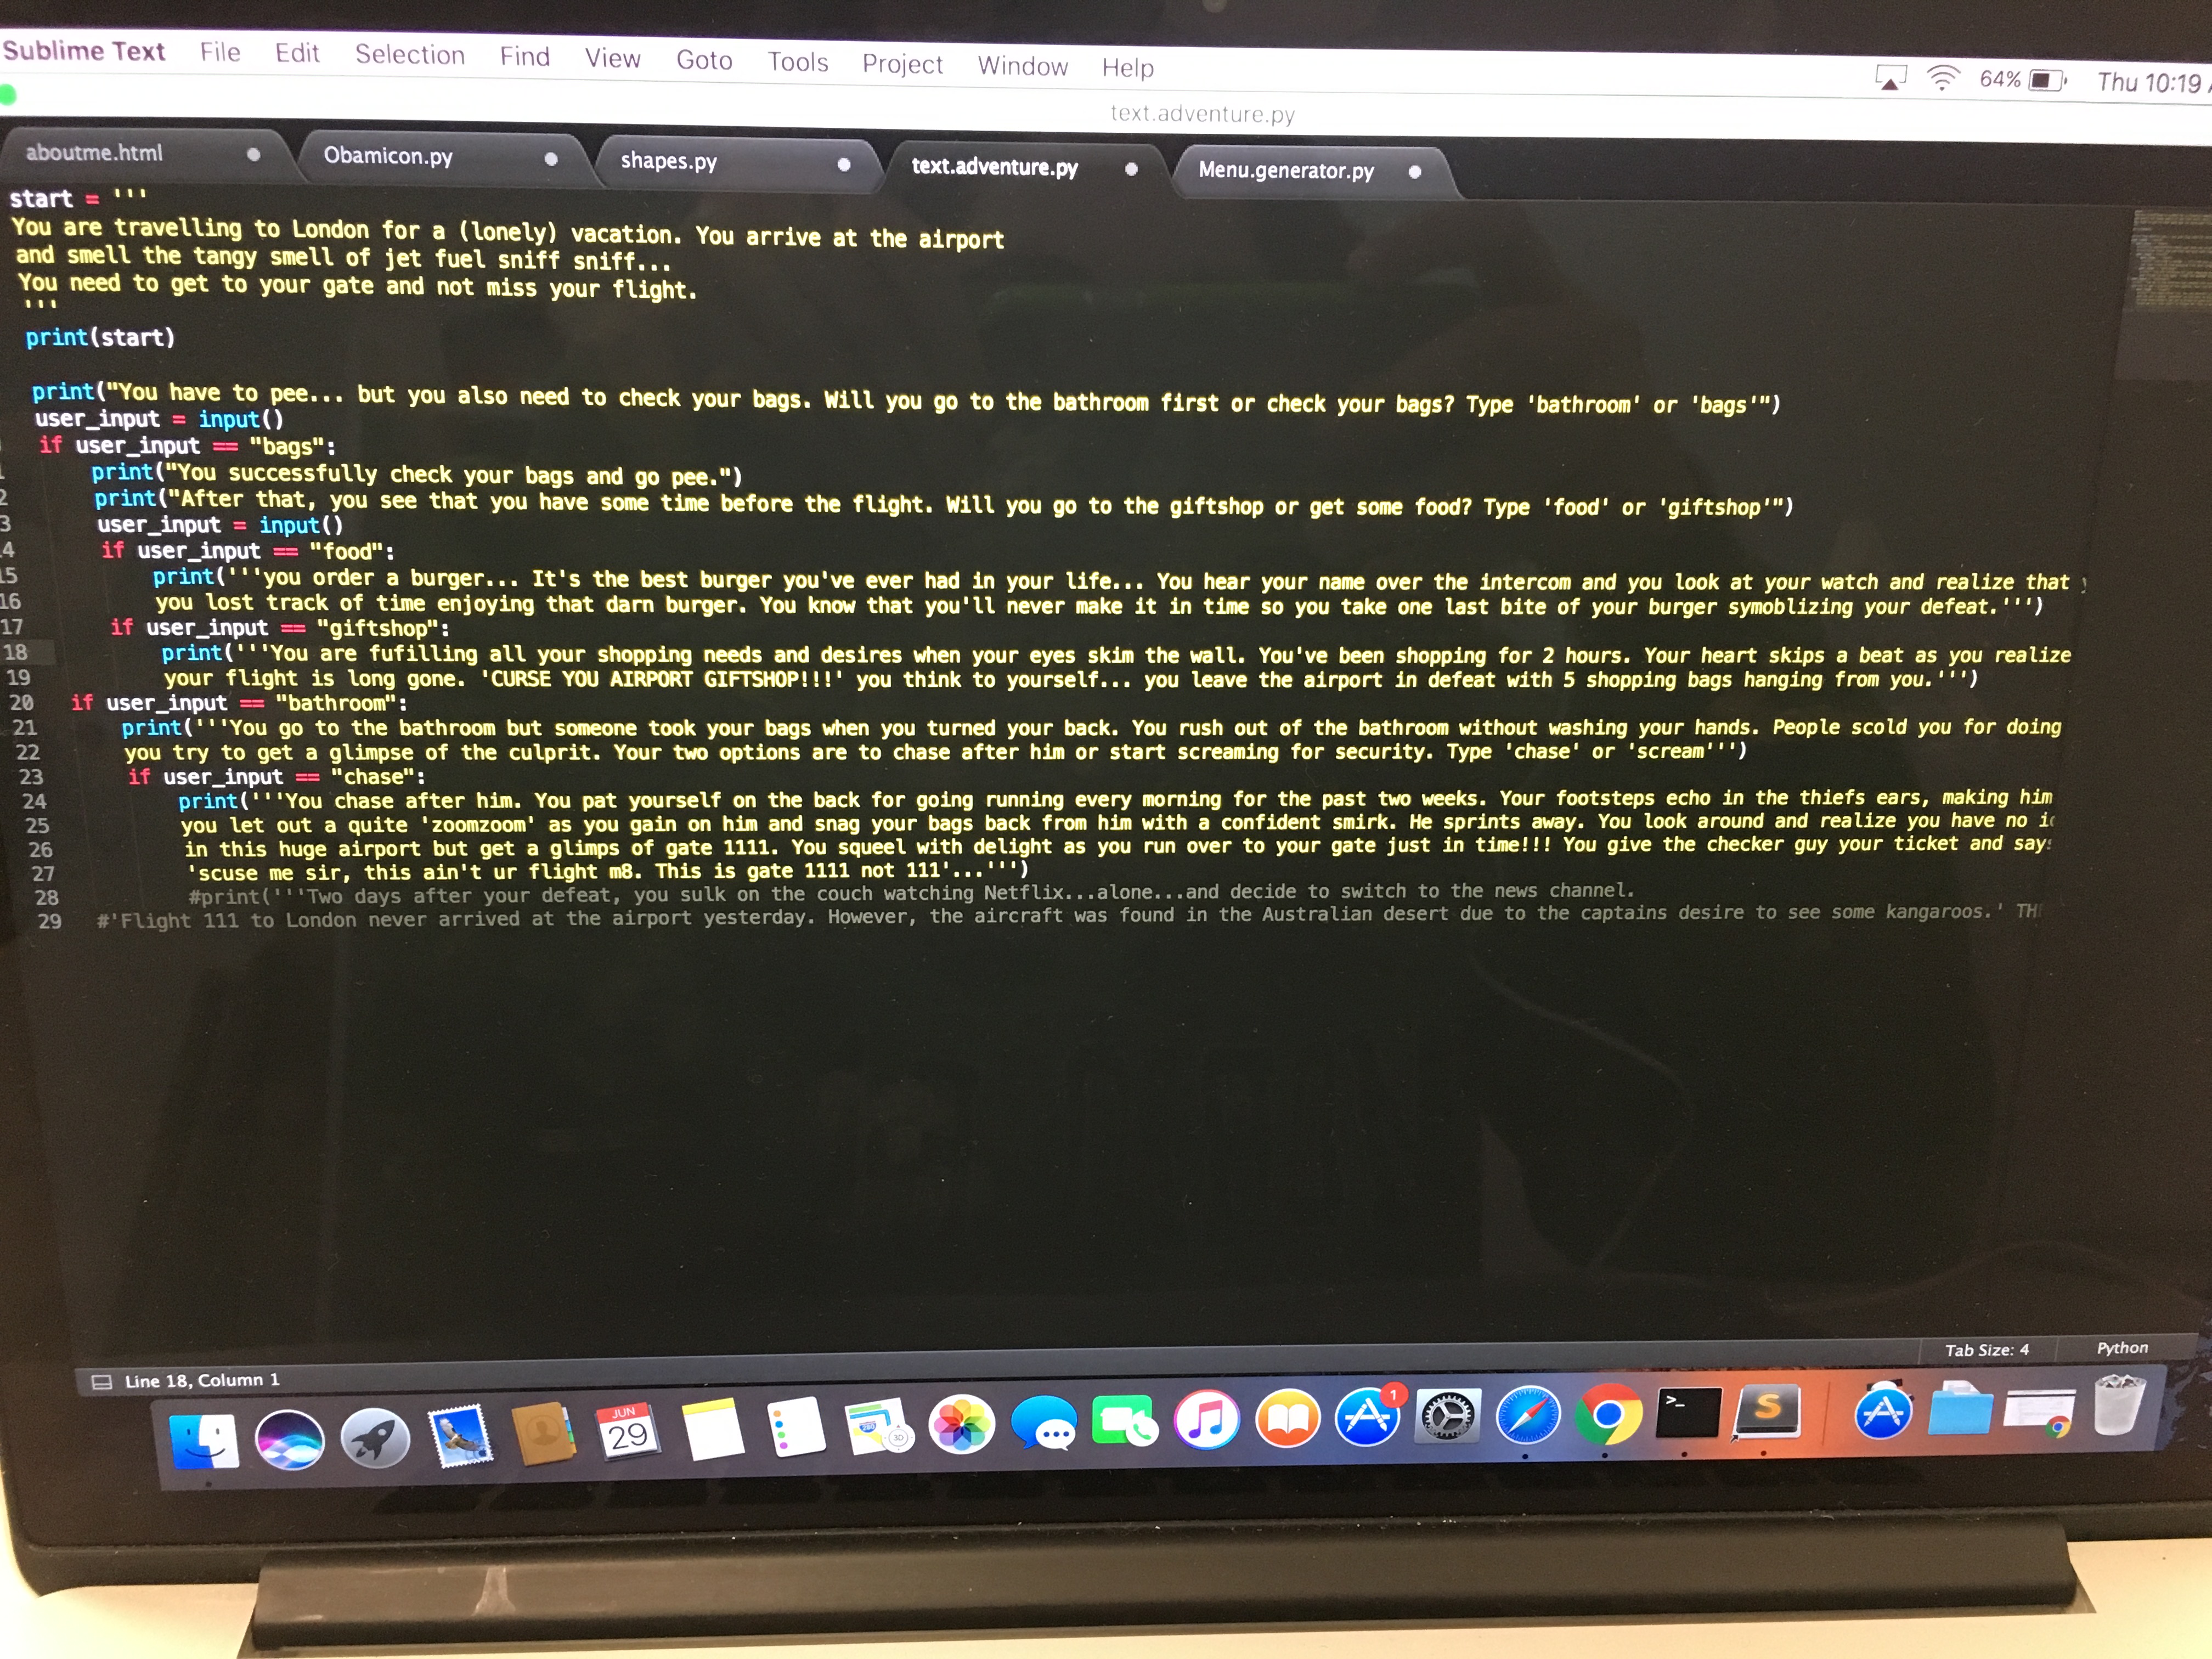 Sublime Text File Edit Selection Find View Goto Tools Project Window Help 64% Thu 10:19
text.adventure.py
aboutme.html Obamicon.py shapes.py text.adventure.py Menu.generator.py
start = '''
You are travelling to London for a (lonely) vacation. You arrive at the airport
and smell the tangy smell of jet fuel sniff sniff...
You need to get to your gate and not miss your flight.
'''
print(start)
print("You have to pee... but you also need to check your bags. Will you go to the bathroom first or check your bags? Type 'bathroom' or 'bags'")
user_input = input()
if user_input == "bags":
print("You successfully check your bags and go pee.")
2 print("After that, you see that you have some time before the flight. Will you go to the giftshop or get some food? Type 'food' or 'giftshop'")
3 user_input = input()
14 if user_input == "food":
15 print('''you order a burger... It's the best burger you've ever had in your life... You hear your name over the intercom and you look at your watch and realize that
16 you lost track of time enjoying that darn burger. You know that you'll never make it in time so you take one last bite of your burger symoblizing your defeat.''')
17 if user_input == "giftshop":
18 print('''You are fufilling all your shopping needs and desires when your eyes skim the wall. You've been shopping for 2 hours. Your heart skips a beat as you realize
19 your flight is long gone. 'CURSE YOU AIRPORT GIFTSHOP!!!' you think to yourself... you leave the airport in defeat with 5 shopping bags hanging from you.''')
20 if user_input == "bathroom":
21 print('''You go to the bathroom but someone took your bags when you turned your back. You rush out of the bathroom without washing your hands. People scold you for doing
22 you try to get a glimpse of the culprit. Your two options are to chase after him or start screaming for security. Type 'chase' or 'scream''')
23 if user_input == "chase":
24 print('''You chase after him. You pat yourself on the back for going running every morning for the past two weeks. Your footsteps echo in the thiefs ears, making him
25 you let out a quite 'zoomzoom' as you gain on him and snag your bags back from him with a confident smirk. He sprints away. You look around and realize you have no
26 in this huge airport but get a glimps of gate 1111. You squeel with delight as you run over to your gate just in time!!! You give the checker guy your ticket and says
27 'scuse me sir, this ain't ur flight m8. This is gate 1111 not 111'...''')
28 #print('''Two days after your defeat, you sulk on the couch watching Netflix...alone...and decide to switch to the news channel.
29 #'Flight 111 to London never arrived at the airport yesterday. However, the aircraft was found in the Australian desert due to the captains desire to see some kangaroos.'
Line 18, Column 1 Tab Size: 4 Python
JUN
29
3D
1
>_
S